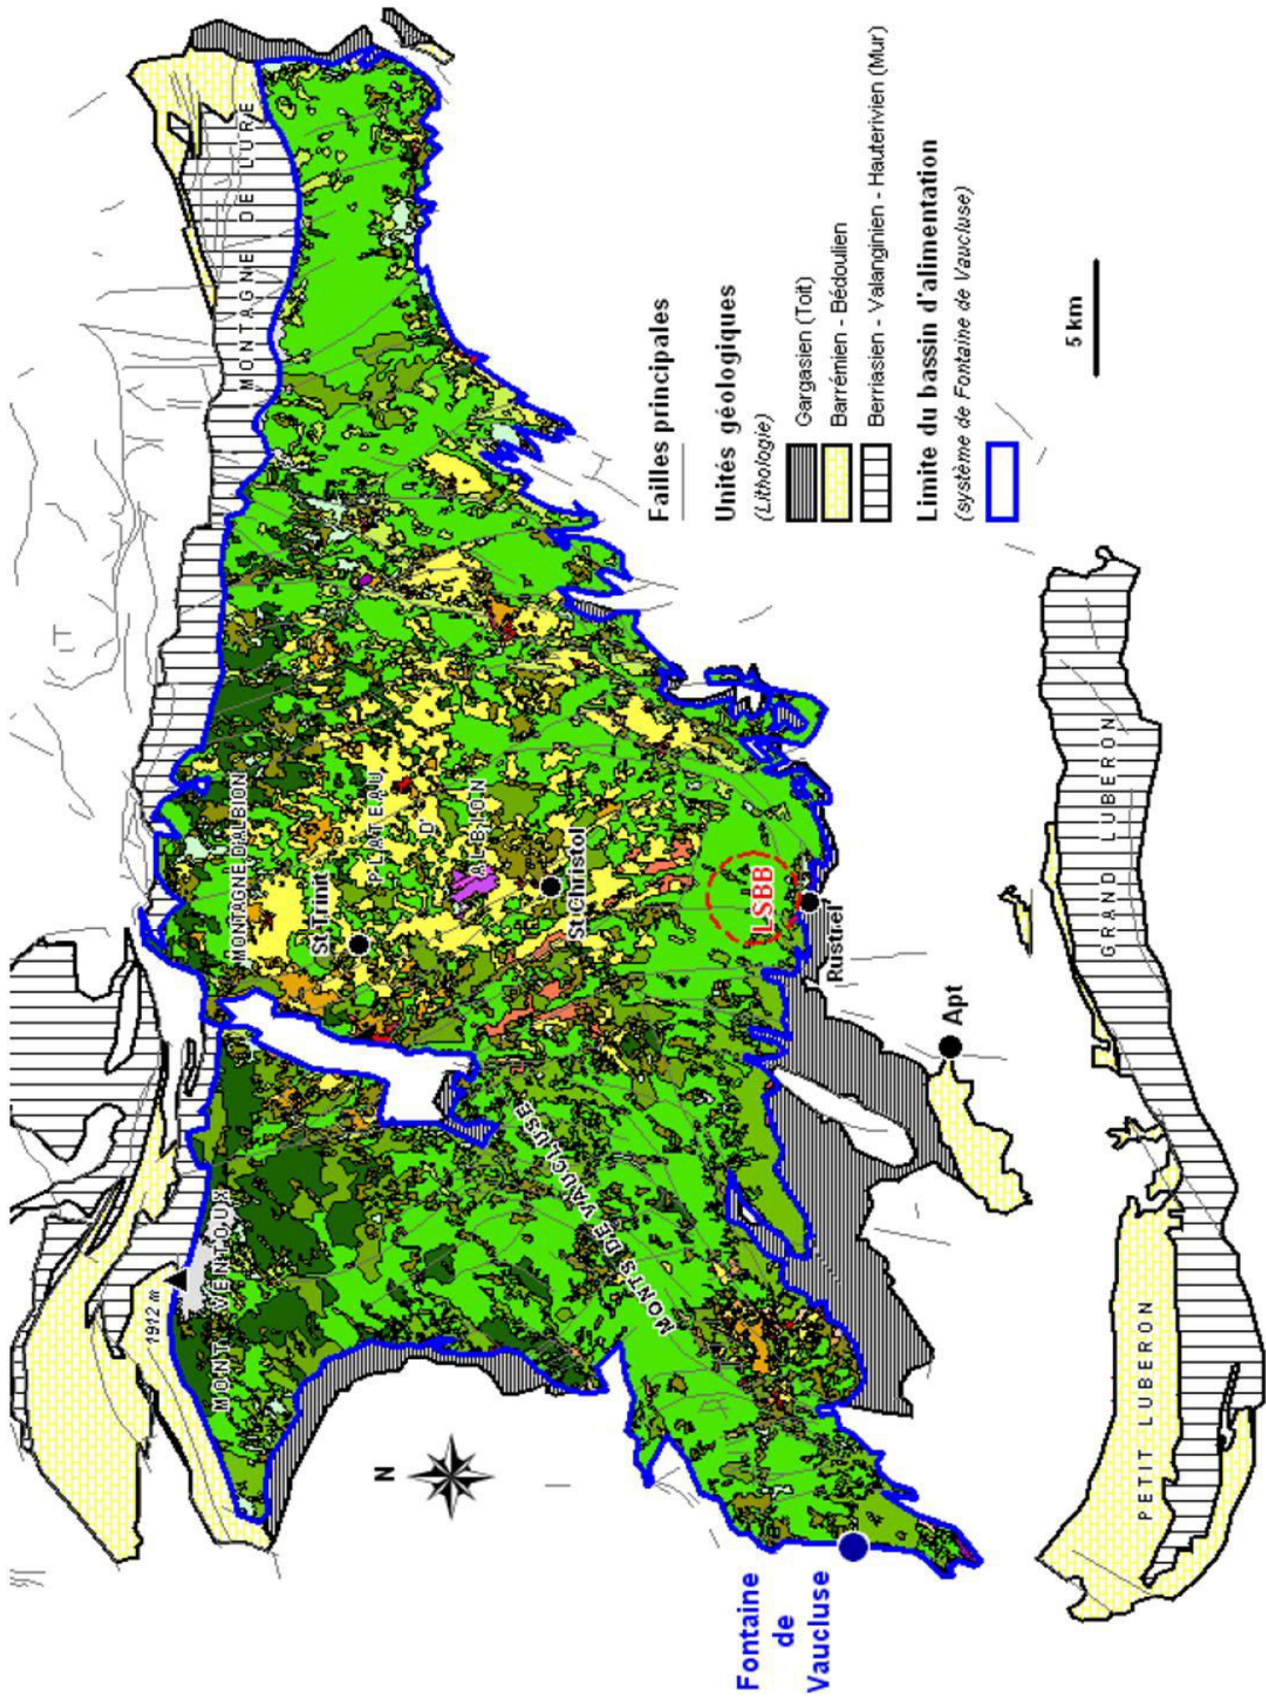 MONTAGNE DE LURE
1912 m
MONT VENTOUX
MONTAGNE D'ALBION
St Trinit
PLATEAU
D'
ALBION
St Christol
MONTS DE VAUCLUSE
LSBB
Rustrel
Apt
N
Fontaine
de
Vaucluse
PETIT LUBERON
GRAND LUBERON
Failles principales
Unités géologiques
(Lithologie)
Gargasien (Toit)
Barrémien - Bédoulien
Berriasien - Valanginien - Hauterivien (Mur)
Limite du bassin d'alimentation
(système de Fontaine de Vaucluse)
5 km